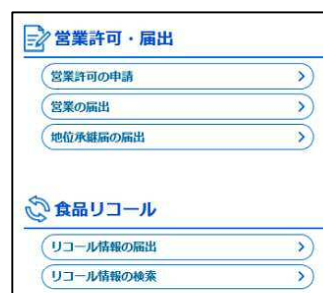 営業許可・届出
営業許可の申請
営業の届出
地位承継届の届出
食品リコール
リコール情報の届出
リコール情報の検索